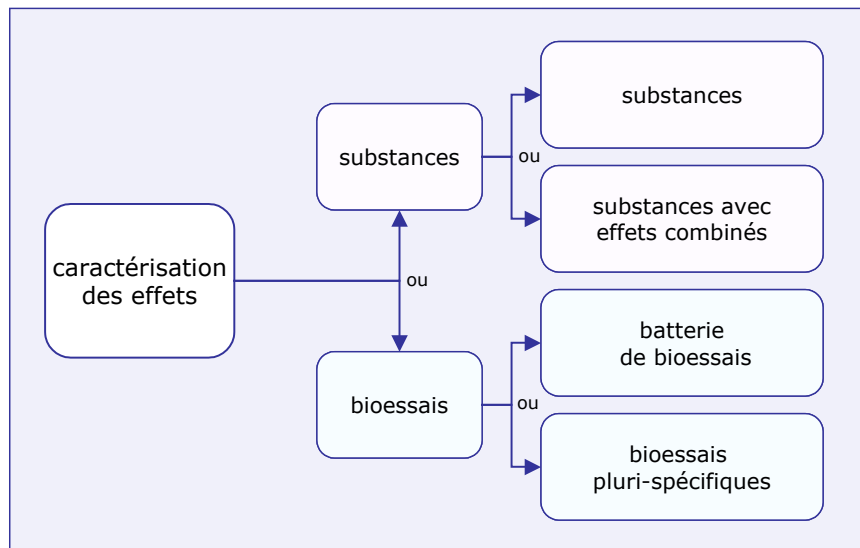 caractérisation
des effets
ou
substances
ou
substances
substances avec
effets combinés
bioessais
ou
batterie
de bioessais
bioessais
pluri-spécifiques